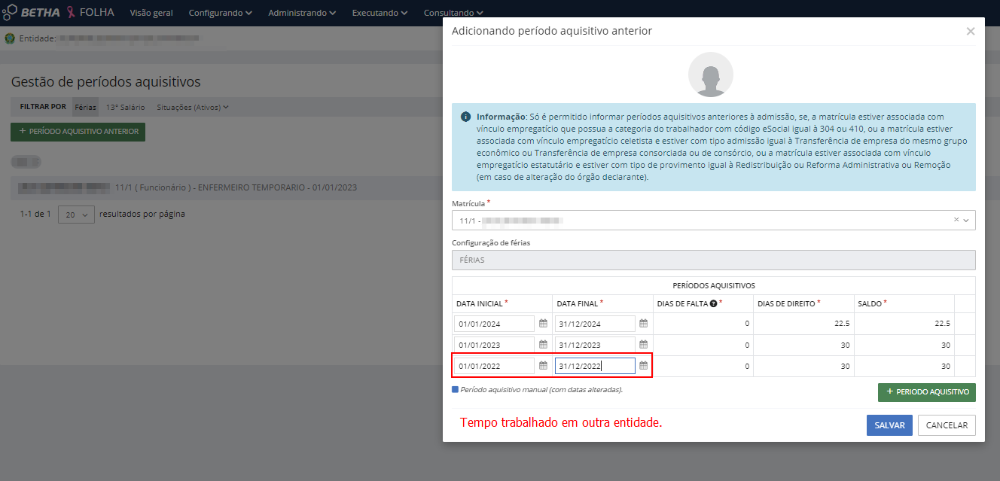 BETHA FOLHA Visão geral Configurando Administrando Executando Consultando
Entidade:
Gestão de períodos aquisitivos
FILTRAR POR Férias 13º Salário Situações (Ativos)
+ PERÍODO AQUISITIVO ANTERIOR
11/1 ( Funcionário ) - ENFERMEIRO TEMPORARIO - 01/01/2023
1-1 de 1 20 resultados por página
Adicionando período aquisitivo anterior
Informação: Só é permitido informar períodos aquisitivos anteriores à admissão, se, a matrícula estiver associada com
vínculo empregatício que possua a categoria do trabalhador com código eSocial igual à 304 ou 410, ou a matrícula estiver
associada com vínculo empregatício celetista e estiver com tipo admissão igual à Transferência de empresa do mesmo grupo
econômico ou Transferência de empresa consorciada ou de consórcio, ou a matrícula estiver associada com vínculo
empregatício estatutário e estiver com tipo de provimento igual à Redistribuição ou Reforma Administrativa ou Remoção
(em caso de alteração do órgão declarante).
Matrícula *
11/1 -
Configuração de férias
FÉRIAS
PERÍODOS AQUISITIVOS
DATA INICIAL * DATA FINAL * DIAS DE FALTA ? * DIAS DE DIREITO * SALDO *
01/01/2024 31/12/2024 0 22.5 22.5
01/01/2023 31/12/2023 0 30 30
01/01/2022 31/12/2022 0 30 30
Período aquisitivo manual (com datas alteradas).
+ PERIODO AQUISITIVO
Tempo trabalhado em outra entidade.
SALVAR CANCELAR